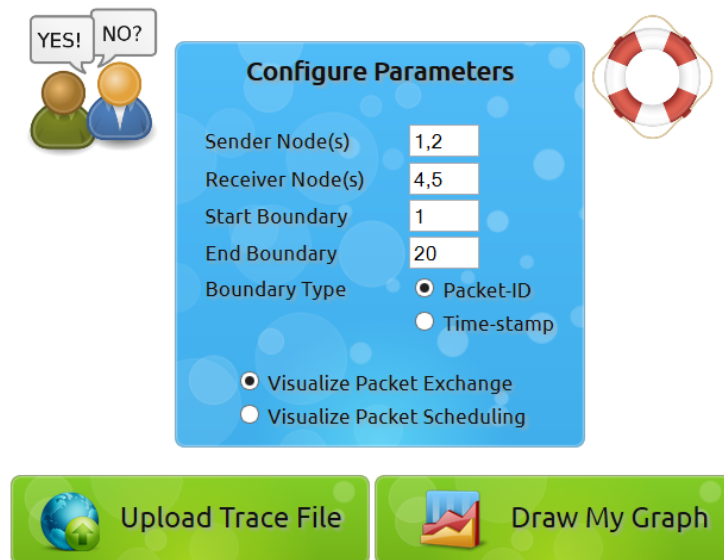 YES! NO?
Configure Parameters
Sender Node(s) 1,2
Receiver Node(s) 4,5
Start Boundary 1
End Boundary 20
Boundary Type Packet-ID
Time-stamp
Visualize Packet Exchange
Visualize Packet Scheduling
Upload Trace File Draw My Graph